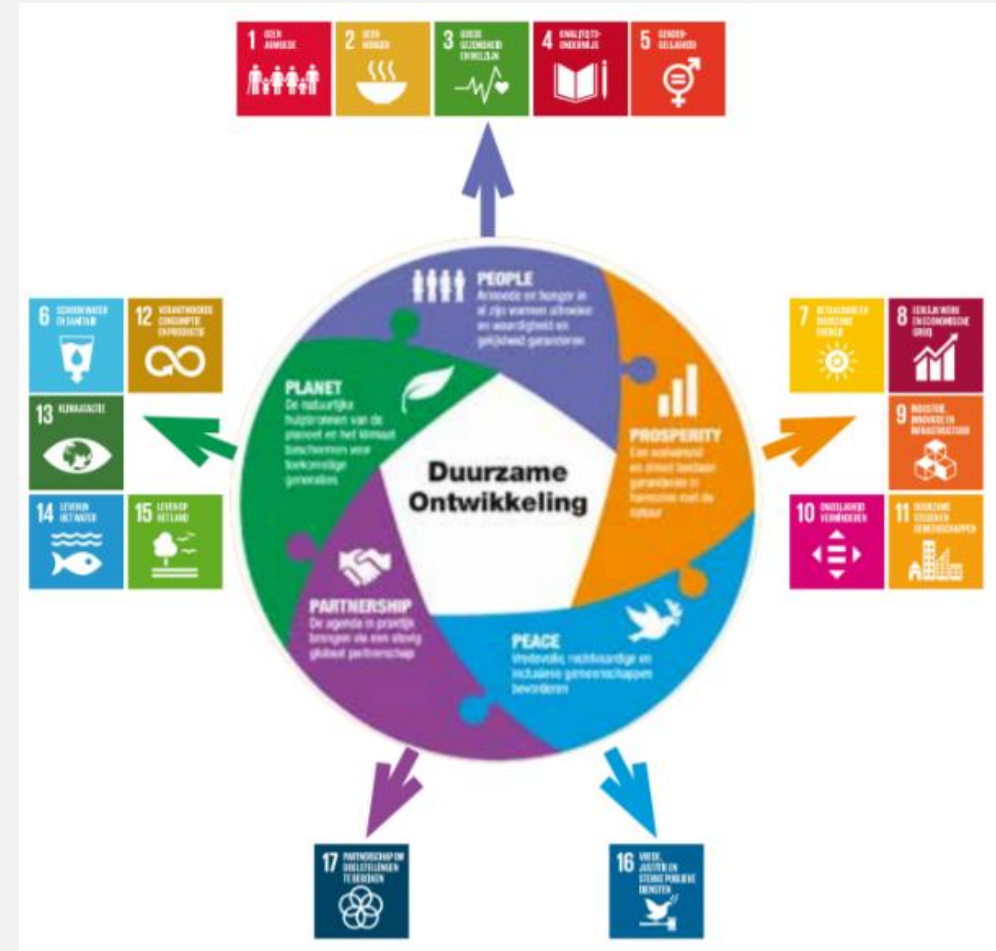 1 GEEN
ARMOEDE
2 GEEN
HONGER
3 GOEDE
GEZONDHEID
EN WELZIJN
4 KWALITEITS-
ONDERWIJS
5 GENDER-
GELIJKHEID
PEOPLE
Armoede en honger in
al zijn vormen uitroeien
en waardigheid en
gelijkheid garanderen
6 SCHOON WATER
EN SANITAIR
12 VERANTWOORDE
CONSUMPTIE
EN PRODUCTIE
13 KLIMAATACTIE
14 LEVEN IN
HET WATER
15 LEVEN OP
HET LAND
PLANET
De natuurlijke
hulpbronnen van de
planeet en het klimaat
beschermen voor
toekomstige
generaties
Duurzame
Ontwikkeling
PROSPERITY
Een welvarend
en zinvol bestaan
garanderen in
harmonie met de
natuur
7 BETAALBARE EN
DUURZAME
ENERGIE
8 EERLIJK WERK
EN ECONOMISCHE
GROEI
9 INDUSTRIE,
INNOVATIE EN
INFRASTRUCTUUR
10 ONGELIJKHEID
VERMINDEREN
11 DUURZAME
STEDEN EN
GEMEENSCHAPPEN
PARTNERSHIP
De agenda in praktijk
brengen via een stevig
globaal partnerschap
PEACE
Vredevolle, rechtvaardige en
inclusieve gemeenschappen
bevorderen
17 PARTNERSCHAP OM
DOELSTELLINGEN
TE BEREIKEN
16 VREDE,
JUSTITIE EN
STERKE PUBLIEKE
DIENSTEN